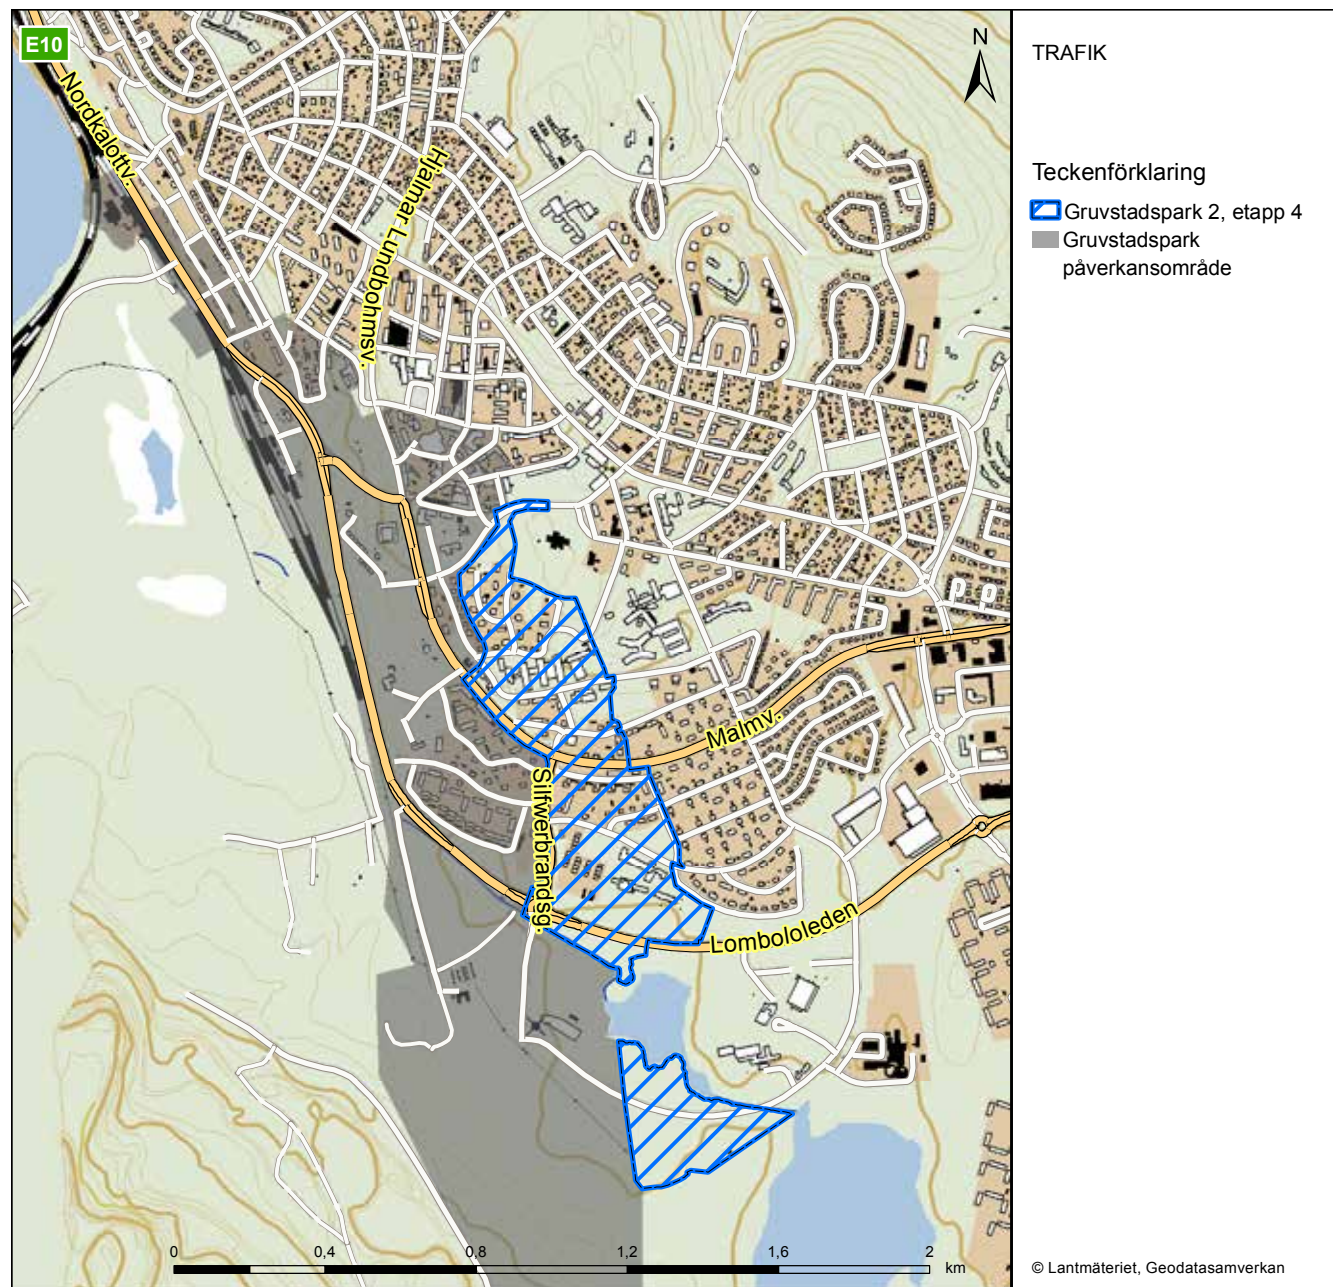 E10
N
Nordkalottv.
Hjalmar Lundbohmsv.
Malmv.
Silfwerbrandsg.
Lombololeden
0 0,4 0,8 1,2 1,6 2
km
TRAFIK
Teckenförklaring
Gruvstadspark 2, etapp 4
Gruvstadspark
påverkansområde
© Lantmäteriet, Geodatasamverkan